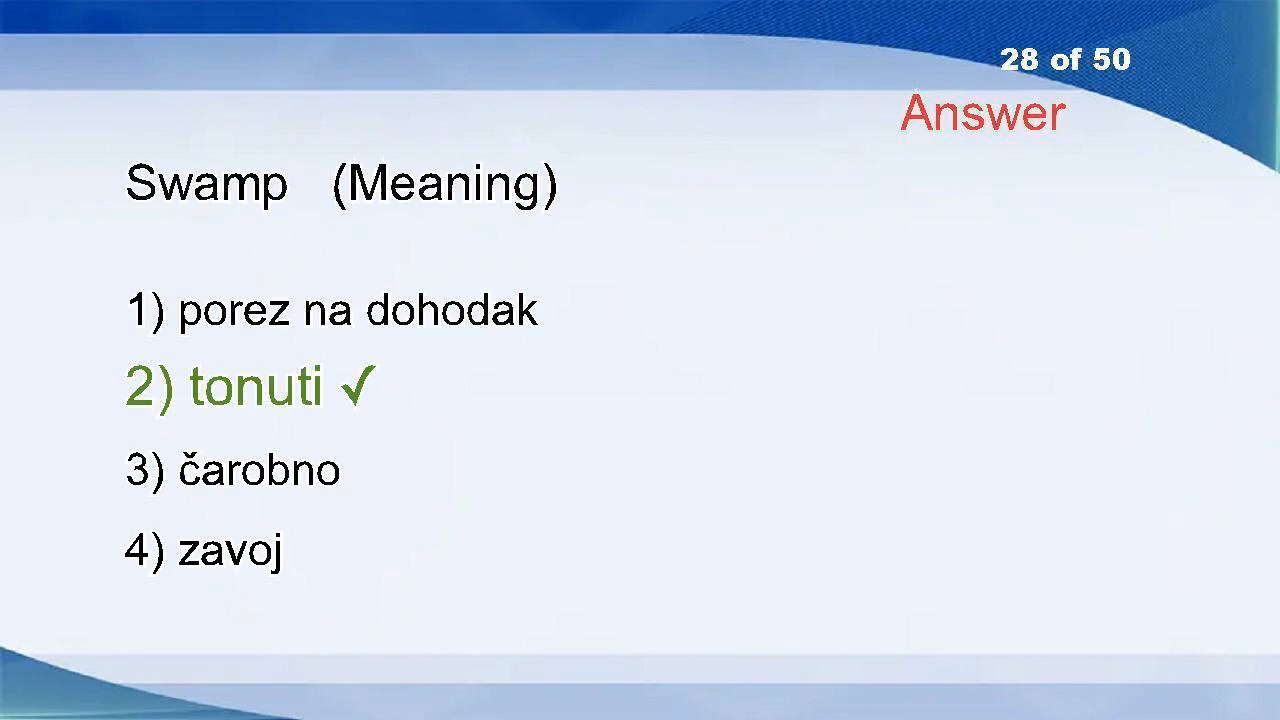 28 of 50
Answer
Swamp (Meaning)
1) porez na dohodak
2) tonuti ✓
3) čarobno
4) zavoj